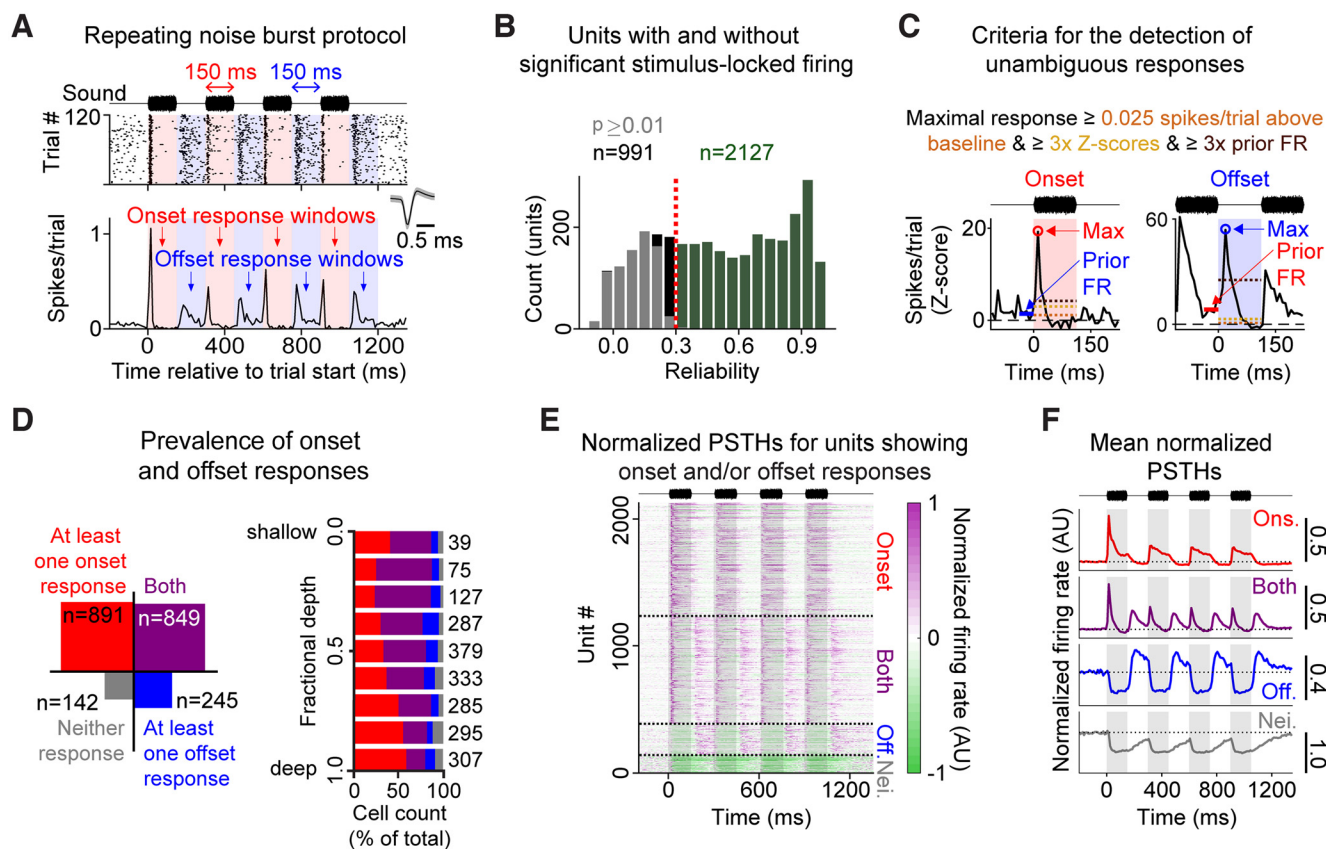 A
Repeating noise burst protocol
150 ms
150 ms
Sound
Trial #
120
0.5 ms
Spikes/trial
1
0
Onset response windows
Offset response windows
0
400
800
1200
Time relative to trial start (ms)
B
Units with and without
significant stimulus-locked firing
p ≥0.01
n=991
n=2127
Count (units)
200
0
0.0
0.3
0.6
0.9
Reliability
C
Criteria for the detection of
unambiguous responses
Maximal response ≥ 0.025 spikes/trial above
baseline & ≥ 3x Z-scores & ≥ 3x prior FR
Onset
Offset
Spikes/trial
(Z-score)
20
0
Max
Prior
FR
0
150
Time (ms)
60
0
Max
Prior
FR
0
150
Time (ms)
D
Prevalence of onset
and offset responses
At least
one onset
response
Both
n=891
n=849
n=142
n=245
Neither
response
At least
one offset
response
shallow
deep
Fractional depth
0.0
0.5
1.0
39
75
127
287
379
333
285
295
307
0
50
100
Cell count
(% of total)
E
Normalized PSTHs for units showing
onset and/or offset responses
Unit #
2000
1000
0
Onset
Both
Off.
Nei.
1
0
-1
Normalized firing rate (AU)
0
400
800
1200
Time (ms)
F
Mean normalized
PSTHs
Normalized firing rate (AU)
Ons.
0.5
Both
0.5
Off.
0.4
Nei.
1.0
0
400
800
1200
Time (ms)